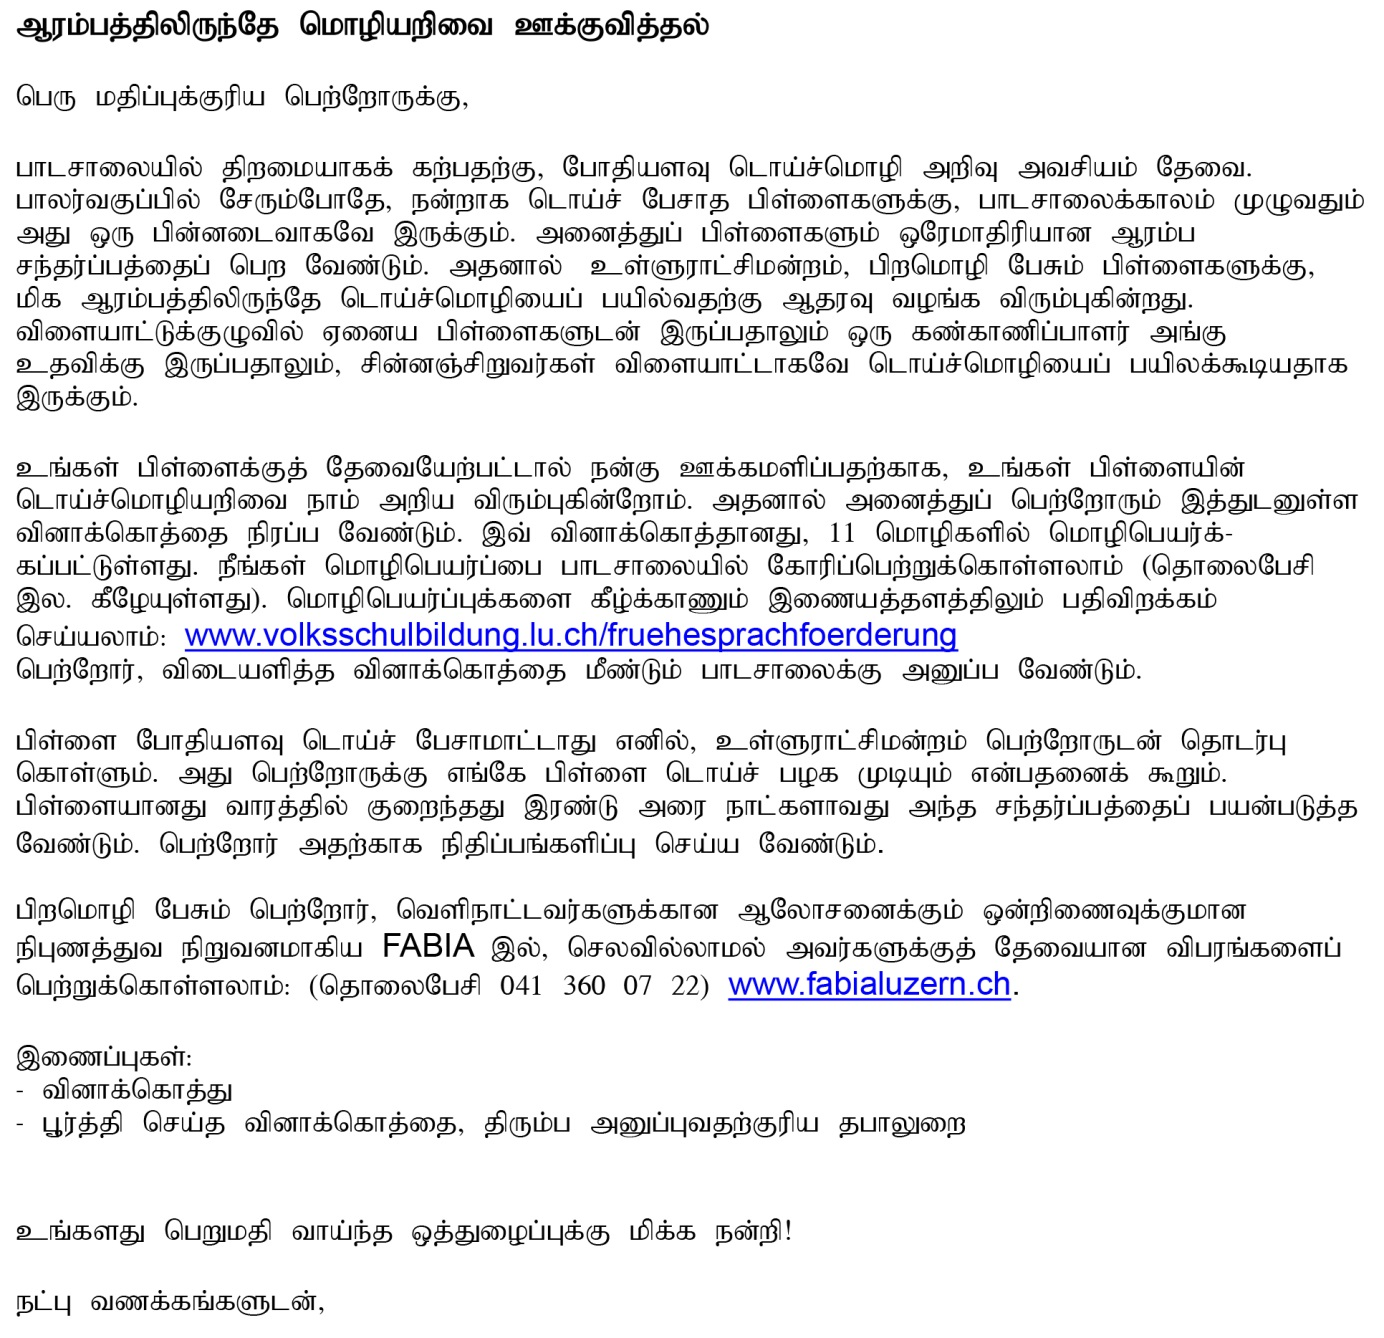 ஆரம்பத்திலிருந்தே மொழியறிவை ஊக்குவித்தல்
பெரு மதிப்புக்குரிய பெற்றோருக்கு,
பாடசாலையில் திறமையாகக் கற்பதற்கு, போதியளவு டொய்ச்மொழி அறிவு அவசியம் தேவை.
பாலர்வகுப்பில் சேரும்போதே, நன்றாக டொய்ச் பேசாத பிள்ளைகளுக்கு, பாடசாலைக்காலம் முழுவதும்
அது ஒரு பின்னடைவாகவே இருக்கும். அனைத்துப் பிள்ளைகளும் ஒரேமாதிரியான ஆரம்ப
சந்தர்ப்பத்தைப் பெற வேண்டும். அதனால் உள்ளுராட்சிமன்றம், பிறமொழி பேசும் பிள்ளைகளுக்கு,
மிக ஆரம்பத்திலிருந்தே டொய்ச்மொழியைப் பயில்வதற்கு ஆதரவு வழங்க விரும்புகின்றது.
விளையாட்டுக்குழுவில் ஏனைய பிள்ளைகளுடன் இருப்பதாலும் ஒரு கண்காணிப்பாளர் அங்கு
உதவிக்கு இருப்பதாலும், சின்னஞ்சிறுவர்கள் விளையாட்டாகவே டொய்ச்மொழியைப் பயிலக்கூடியதாக
இருக்கும்.
உங்கள் பிள்ளைக்குத் தேவையேற்பட்டால் நன்கு ஊக்கமளிப்பதற்காக, உங்கள் பிள்ளையின்
டொய்ச்மொழியறிவை நாம் அறிய விரும்புகின்றோம். அதனால் அனைத்துப் பெற்றோரும் இத்துடனுள்ள
வினாக்கொத்தை நிரப்ப வேண்டும். இவ் வினாக்கொத்தானது, 11 மொழிகளில் மொழிபெயர்க்-
கப்பட்டுள்ளது. நீங்கள் மொழிபெயர்ப்பை பாடசாலையில் கோரிப்பெற்றுக்கொள்ளலாம் (தொலைபேசி
இல. கீழேயுள்ளது). மொழிபெயர்ப்புக்களை கீழ்க்காணும் இணையத்தளத்திலும் பதிவிறக்கம்
செய்யலாம்: www.volksschulbildung.lu.ch/fruehesprachfoerderung
பெற்றோர், விடையளித்த வினாக்கொத்தை மீண்டும் பாடசாலைக்கு அனுப்ப வேண்டும்.
பிள்ளை போதியளவு டொய்ச் பேசாமாட்டாது எனில், உள்ளுராட்சிமன்றம் பெற்றோருடன் தொடர்பு
கொள்ளும். அது பெற்றோருக்கு எங்கே பிள்ளை டொய்ச் பழக முடியும் என்பதனைக் கூறும்.
பிள்ளையானது வாரத்தில் குறைந்தது இரண்டு அரை நாட்களாவது அந்த சந்தர்ப்பத்தைப் பயன்படுத்த
வேண்டும். பெற்றோர் அதற்காக நிதிப்பங்களிப்பு செய்ய வேண்டும்.
பிறமொழி பேசும் பெற்றோர், வெளிநாட்டவர்களுக்கான ஆலோசனைக்கும் ஒன்றிணைவுக்குமான
நிபுணத்துவ நிறுவனமாகிய FABIA இல், செலவில்லாமல் அவர்களுக்குத் தேவையான விபரங்களைப்
பெற்றுக்கொள்ளலாம்: (தொலைபேசி 041 360 07 22) www.fabialuzern.ch.
இணைப்புகள்:
- வினாக்கொத்து
- பூர்த்தி செய்த வினாக்கொத்தை, திரும்ப அனுப்புவதற்குரிய தபாலுறை
உங்களது பெறுமதி வாய்ந்த ஒத்துழைப்புக்கு மிக்க நன்றி!
நட்பு வணக்கங்களுடன்,